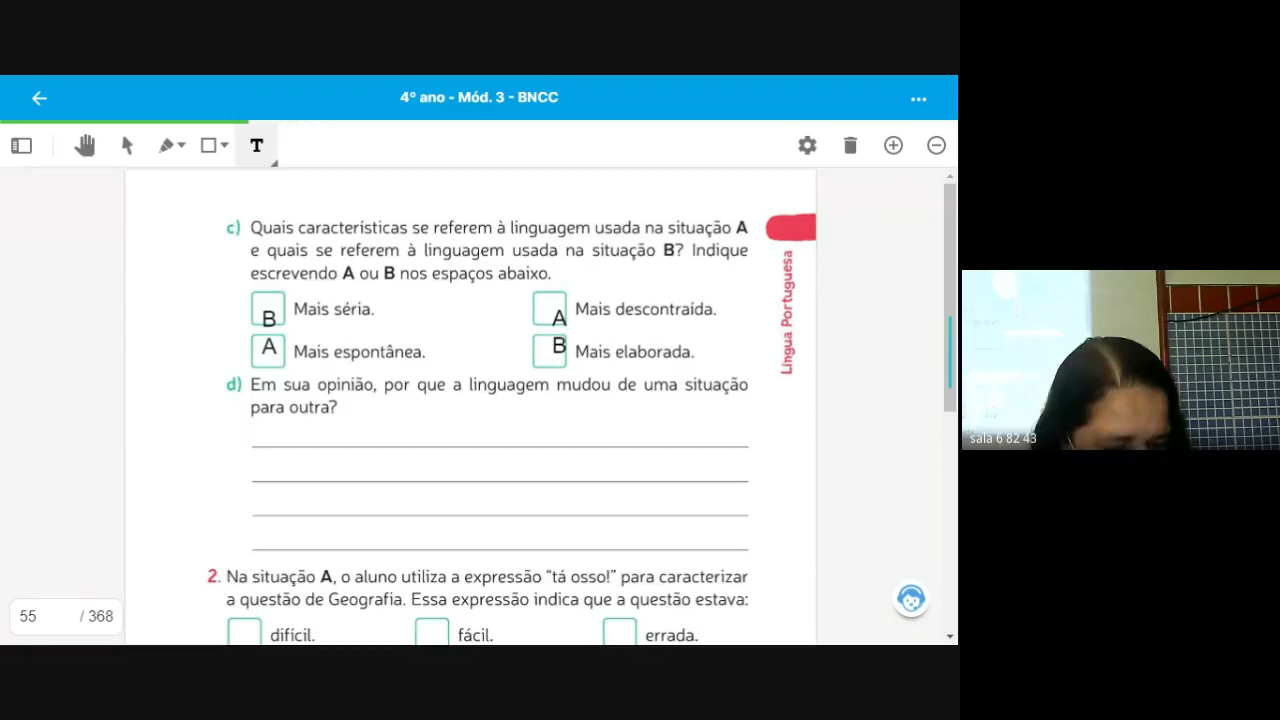 4º ano - Mód. 3 - BNCC
T
c) Quais características se referem à linguagem usada na situação A
e quais se referem à linguagem usada na situação B? Indique
escrevendo A ou B nos espaços abaixo.
B Mais séria.
A Mais descontraída.
A Mais espontânea.
B Mais elaborada.
d) Em sua opinião, por que a linguagem mudou de uma situação
para outra?
2. Na situação A, o aluno utiliza a expressão “tá osso!” para caracterizar
a questão de Geografia. Essa expressão indica que a questão estava:
difícil.
fácil.
errada.
Língua Portuguesa
55 / 368
sala 6 82 43